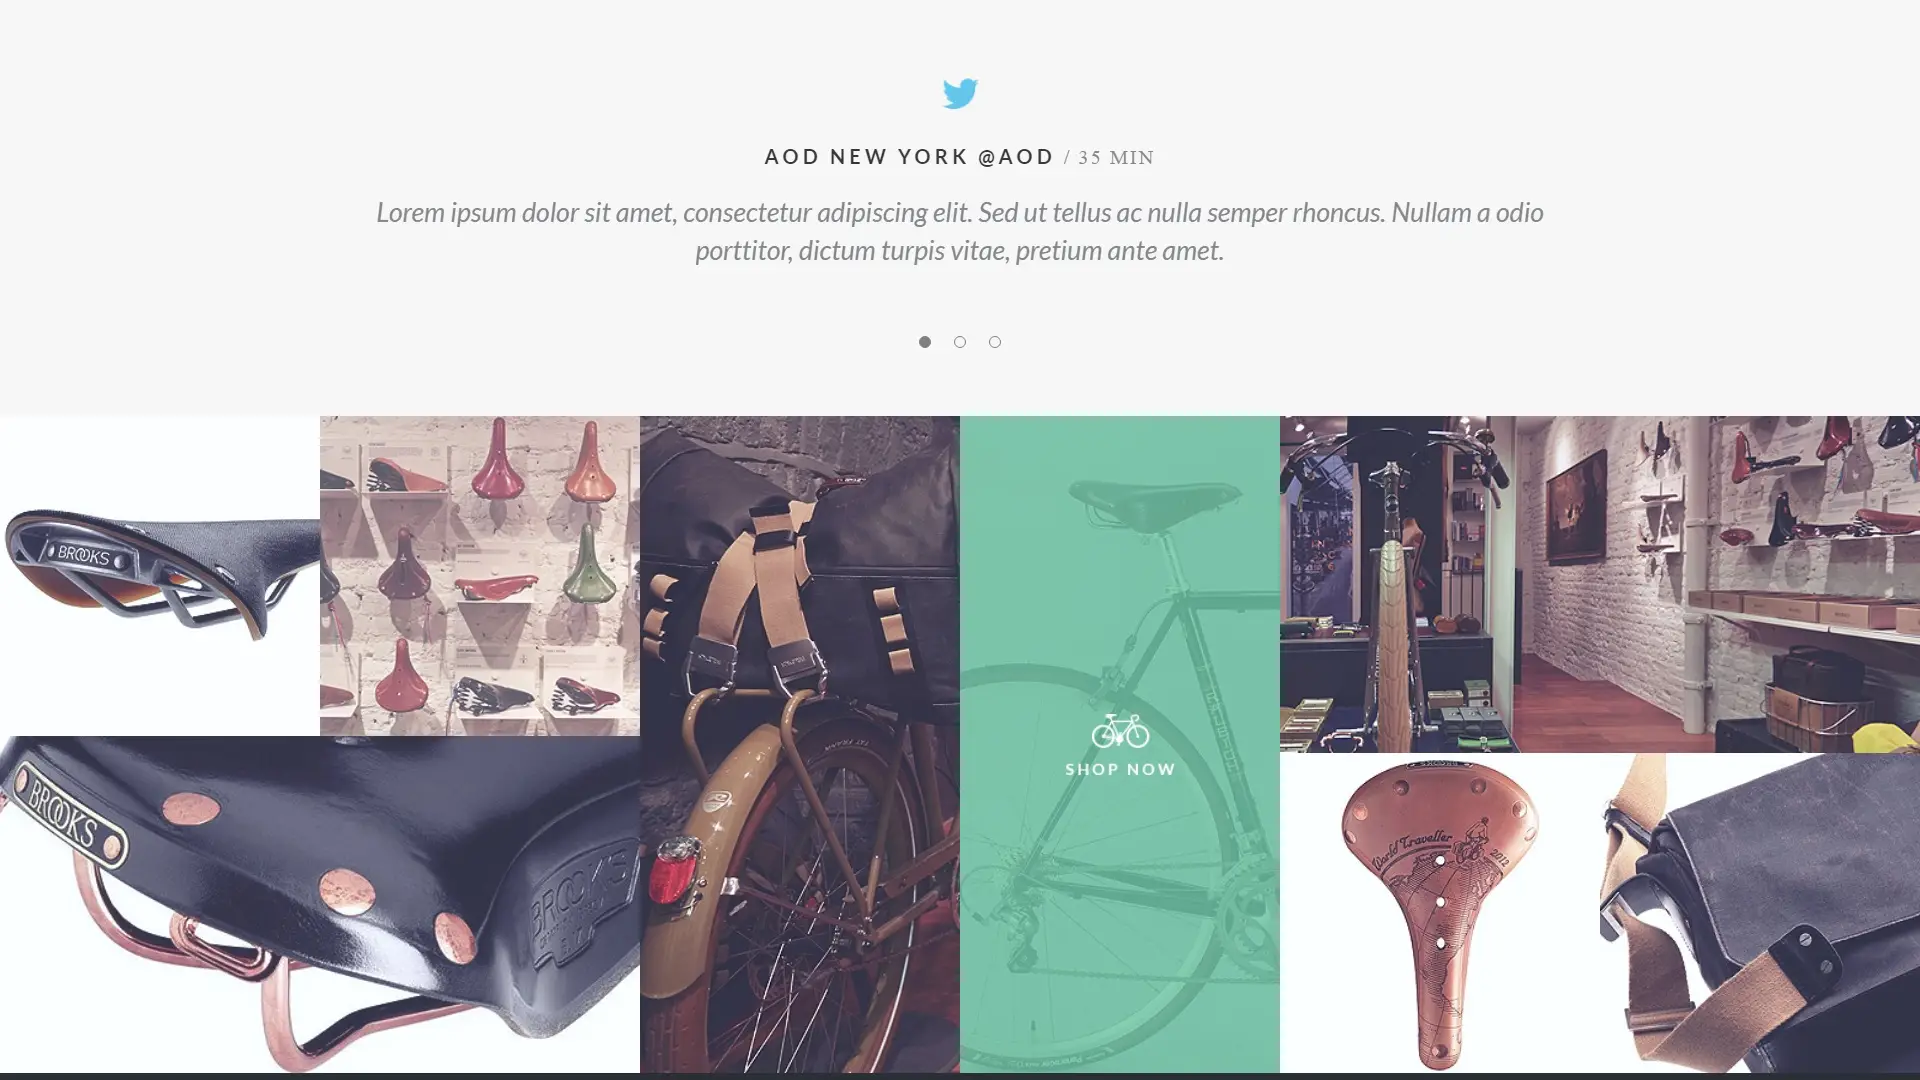 AOD NEW YORK @AOD / 35 MIN
Lorem ipsum dolor sit amet, consectetur adipiscing elit. Sed ut tellus ac nulla semper rhoncus. Nullam a odio
porttitor, dictum turpis vitae, pretium ante amet.
BROOKS
SHOP NOW
BROOKS
BROOKS
World Traveller
2012